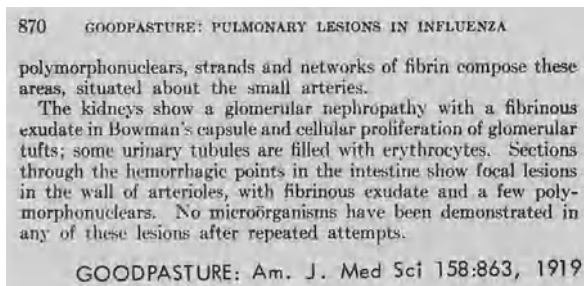 870 GOODPASTURE: PULMONARY LESIONS IN INFLUENZA
polymorphonuclears, strands and networks of fibrin compose these
areas, situated about the small arteries.
The kidneys show a glomerular nephropathy with a fibrinous
exudate in Bowman's capsule and cellular proliferation of glomerular
tufts; some urinary tubules are filled with erythrocytes. Sections
through the hemorrhagic points in the intestine show focal lesions
in the wall of arterioles, with fibrinous exudate and a few poly-
morphonuclears. No microörganisms have been demonstrated in
any of these lesions after repeated attempts.
GOODPASTURE: Am. J. Med Sci 158:863, 1919